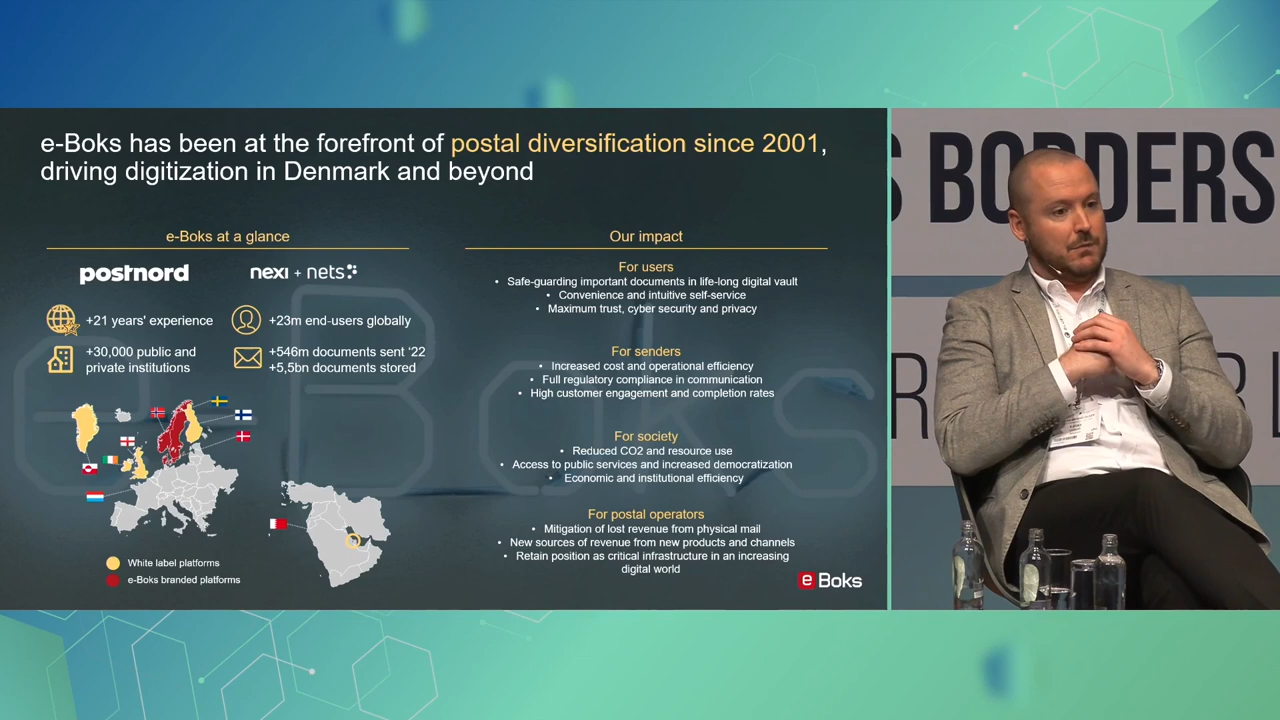 e-Boks has been at the forefront of postal diversification since 2001,
driving digitization in Denmark and beyond
e-Boks at a glance
postnord
nexi + nets
+21 years' experience
+23m end-users globally
+30,000 public and
private institutions
+546m documents sent ‘22
+5,5bn documents stored
White label platforms
e-Boks branded platforms
Our impact
For users
• Safe-guarding important documents in life-long digital vault
• Convenience and intuitive self-service
• Maximum trust, cyber security and privacy
For senders
• Increased cost and operational efficiency
• Full regulatory compliance in communication
• High customer engagement and completion rates
For society
• Reduced CO2 and resource use
• Access to public services and increased democratization
• Economic and institutional efficiency
For postal operators
• Mitigation of lost revenue from physical mail
• New sources of revenue from new products and channels
• Retain position as critical infrastructure in an increasing
digital world
e Boks
e-Boks
S BORDERS